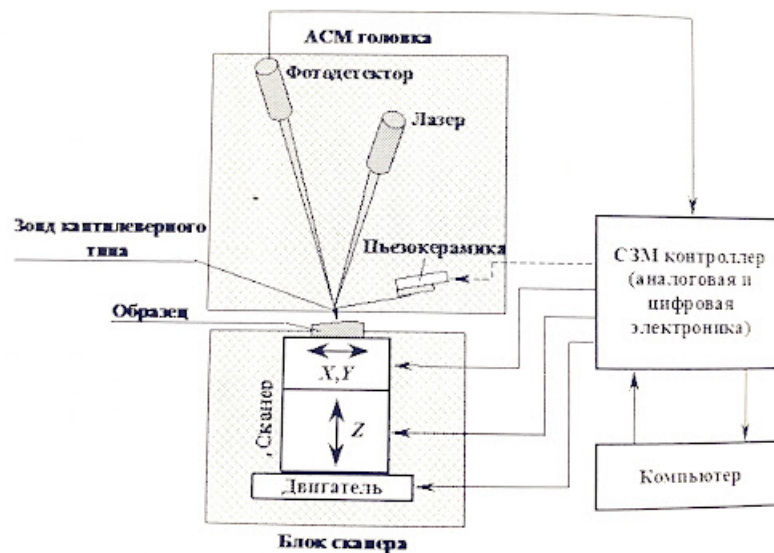 АСМ головка
Фотодетектор
Лазер
Зонд кантилеверного
типа
Пьезокерамика
СЗМ контроллер
(аналоговая и
цифровая
электроника)
Образец
X, Y
Сканер
Z
Двигатель
Компьютер
Блок сканера